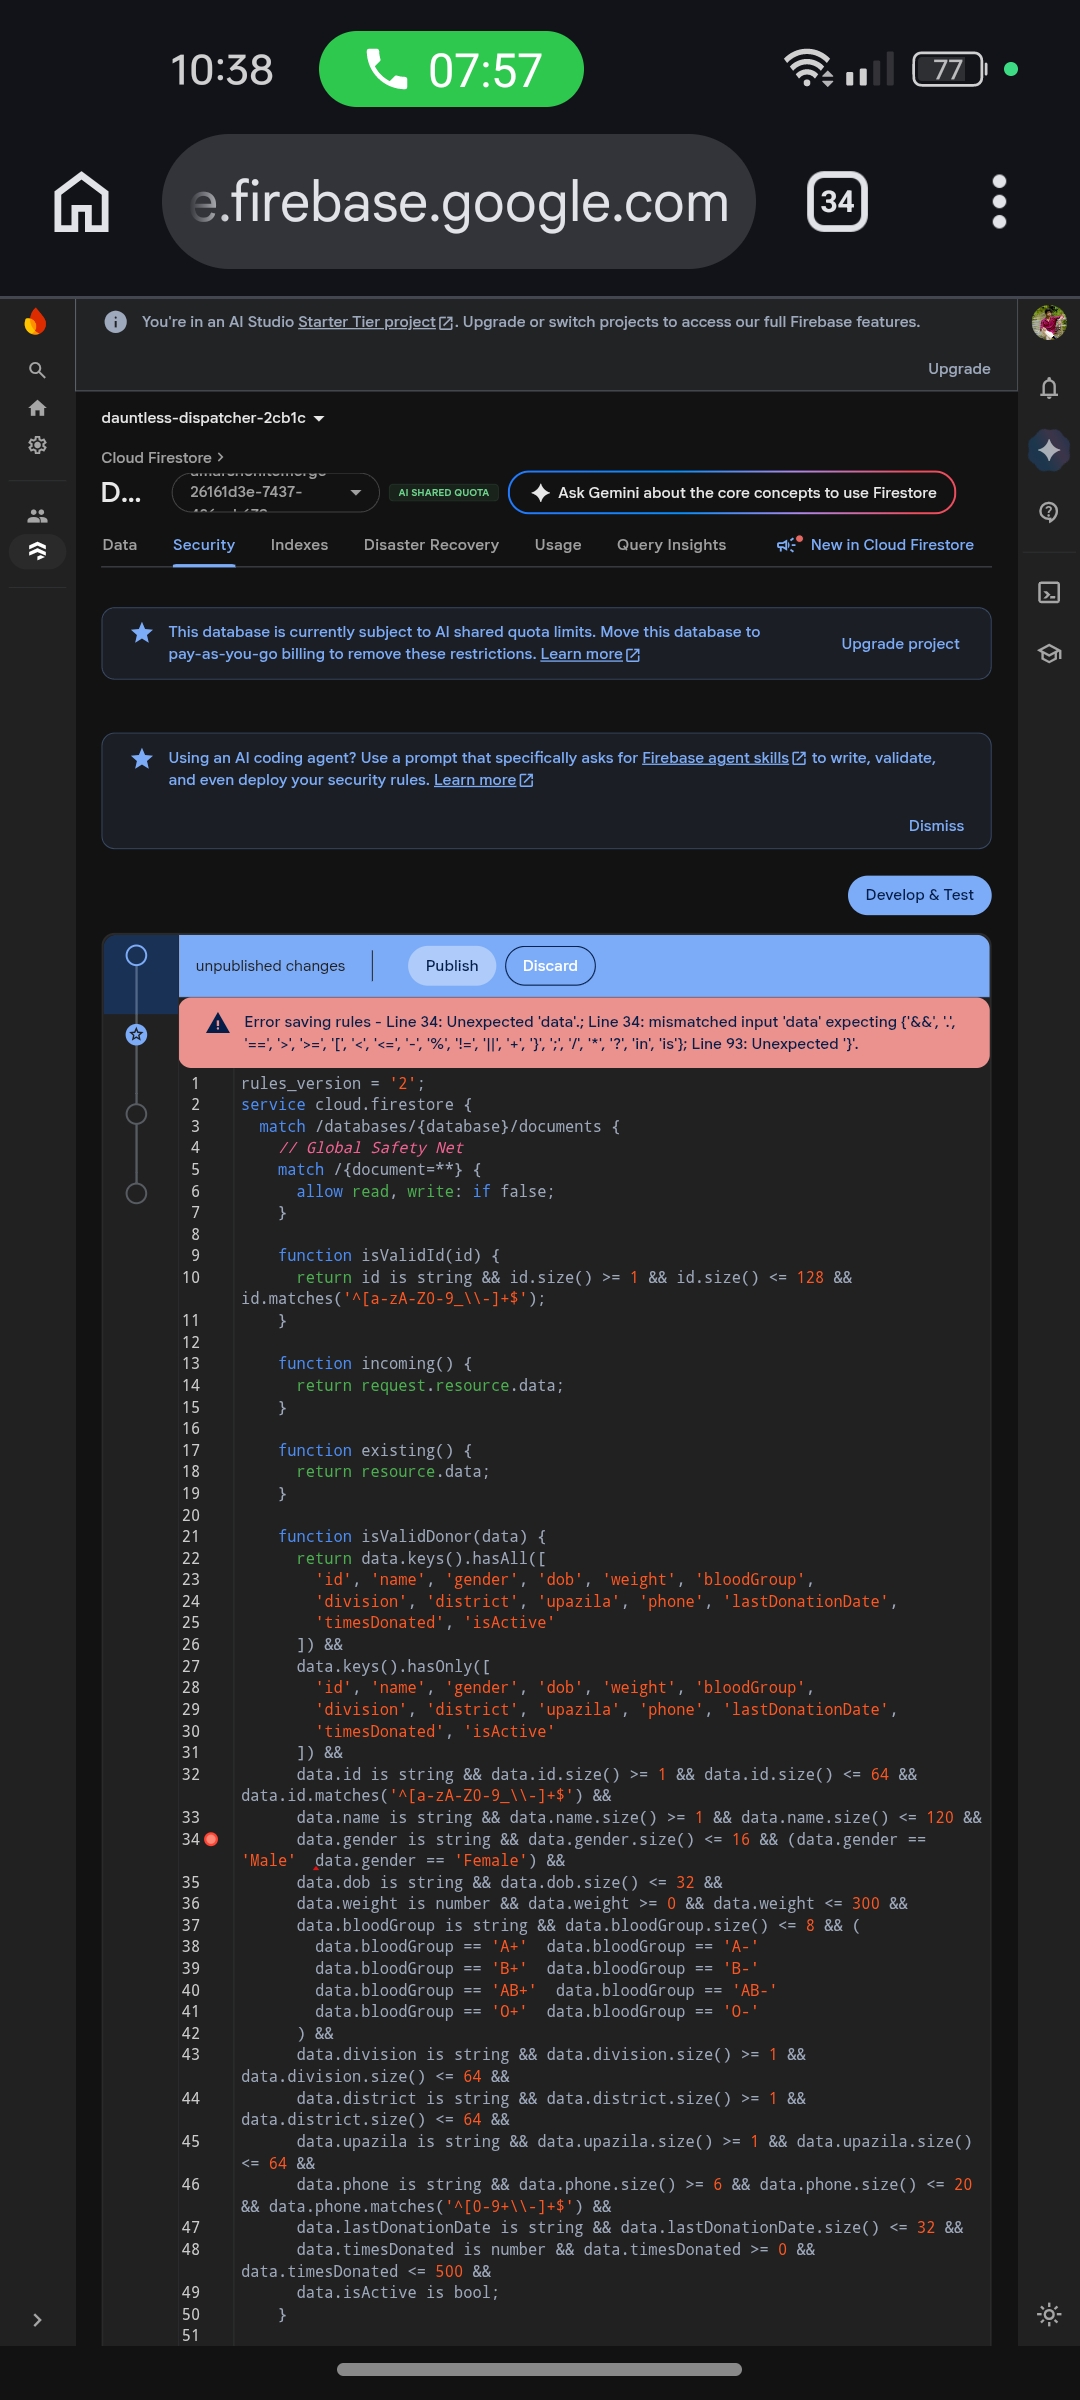 10:38
07:57
77
e.firebase.google.com
34
You're in an AI Studio Starter Tier project. Upgrade or switch projects to access our full Firebase features.
Upgrade
dauntless-dispatcher-2cb1c
Cloud Firestore >
D...
26161d3e-7437-
AI SHARED QUOTA
Ask Gemini about the core concepts to use Firestore
Data
Security
Indexes
Disaster Recovery
Usage
Query Insights
New in Cloud Firestore
This database is currently subject to AI shared quota limits. Move this database to
pay-as-you-go billing to remove these restrictions. Learn more
Upgrade project
Using an AI coding agent? Use a prompt that specifically asks for Firebase agent skills to write, validate,
and even deploy your security rules. Learn more
Dismiss
Develop & Test
unpublished changes
Publish
Discard
Error saving rules - Line 34: Unexpected 'data'.; Line 34: mismatched input 'data' expecting {'&&', '.',
'==', '>', '>=', '[', '<', '<=', '-', '%', '!=', '||', '+', '}', ';', '/', '*', '?', 'in', 'is'}; Line 93: Unexpected '}'.
1 rules_version = '2';
2 service cloud.firestore {
3 match /databases/{database}/documents {
4 // Global Safety Net
5 match /{document=**} {
6 allow read, write: if false;
7 }
8
9 function isValidId(id) {
10 return id is string && id.size() >= 1 && id.size() <= 128 &&
id.matches('^[a-zA-Z0-9_\\-]+$');
11 }
12
13 function incoming() {
14 return request.resource.data;
15 }
16
17 function existing() {
18 return resource.data;
19 }
20
21 function isValidDonor(data) {
22 return data.keys().hasAll([
23 'id', 'name', 'gender', 'dob', 'weight', 'bloodGroup',
24 'division', 'district', 'upazila', 'phone', 'lastDonationDate',
25 'timesDonated', 'isActive'
26 ]) &&
27 data.keys().hasOnly([
28 'id', 'name', 'gender', 'dob', 'weight', 'bloodGroup',
29 'division', 'district', 'upazila', 'phone', 'lastDonationDate',
30 'timesDonated', 'isActive'
31 ]) &&
32 data.id is string && data.id.size() >= 1 && data.id.size() <= 64 &&
data.id.matches('^[a-zA-Z0-9_\\-]+$') &&
33 data.name is string && data.name.size() >= 1 && data.name.size() <= 120 &&
34 data.gender is string && data.gender.size() <= 16 && (data.gender ==
'Male'  data.gender == 'Female') &&
35 data.dob is string && data.dob.size() <= 32 &&
36 data.weight is number && data.weight >= 0 && data.weight <= 300 &&
37 data.bloodGroup is string && data.bloodGroup.size() <= 8 && (
38 data.bloodGroup == 'A+'  data.bloodGroup == 'A-'
39 data.bloodGroup == 'B+'  data.bloodGroup == 'B-'
40 data.bloodGroup == 'AB+'  data.bloodGroup == 'AB-'
41 data.bloodGroup == 'O+'  data.bloodGroup == 'O-'
42 ) &&
43 data.division is string && data.division.size() >= 1 &&
data.division.size() <= 64 &&
44 data.district is string && data.district.size() >= 1 &&
data.district.size() <= 64 &&
45 data.upazila is string && data.upazila.size() >= 1 && data.upazila.size()
<= 64 &&
46 data.phone is string && data.phone.size() >= 6 && data.phone.size() <= 20
&& data.phone.matches('^[0-9+\\-]+$') &&
47 data.lastDonationDate is string && data.lastDonationDate.size() <= 32 &&
48 data.timesDonated is number && data.timesDonated >= 0 &&
data.timesDonated <= 500 &&
49 data.isActive is bool;
50 }
51